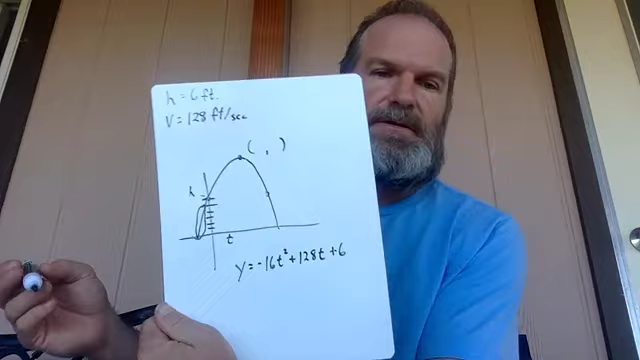 h = 6 ft.
V = 128 ft/sec
( , )
h
t
y = -16t² + 128t + 6